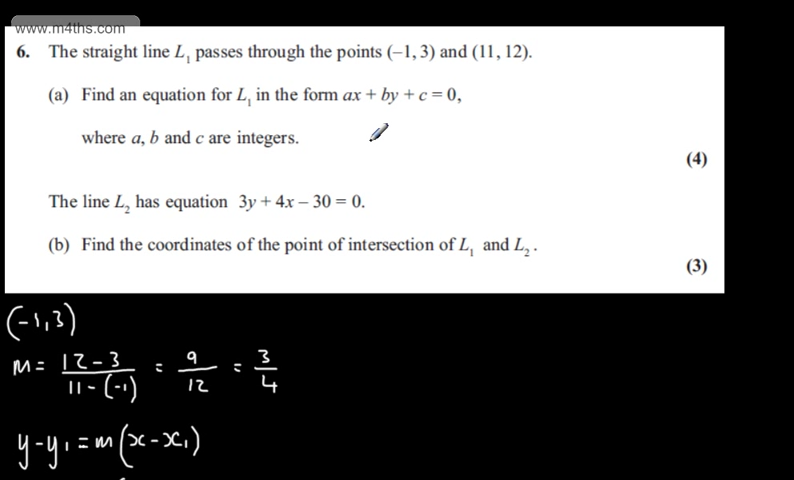 www.m4ths.com
6. The straight line L₁ passes through the points (−1, 3) and (11, 12).
(a) Find an equation for L₁ in the form ax + by + c = 0,
where a, b and c are integers.
(4)
The line L₂ has equation 3y + 4x − 30 = 0.
(b) Find the coordinates of the point of intersection of L₁ and L₂.
(3)
(-1,3)
m = 12-3 / 11-(-1) = 9/12 = 3/4
y-y₁ = m(x-x₁)